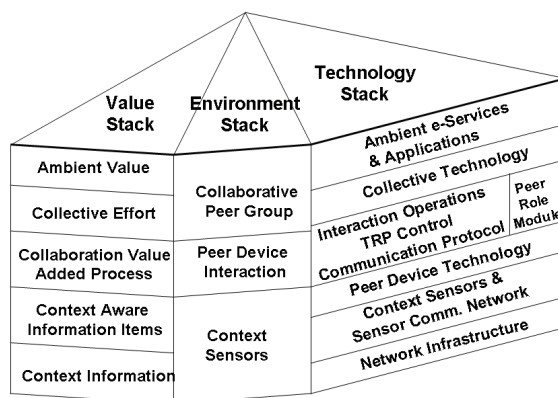 Value
Stack
Environment
Stack
Technology
Stack
Ambient Value
Collective Effort
Collaboration Value
Added Process
Context Aware
Information Items
Context Information
Collaborative
Peer Group
Peer Device
Interaction
Context
Sensors
Ambient e-Services
& Applications
Collective Technology
Interaction Operations
TRP Control
Communication Protocol
Peer
Role
Modul
Peer Device Technology
Context Sensors &
Sensor Comm. Network
Network Infrastructure